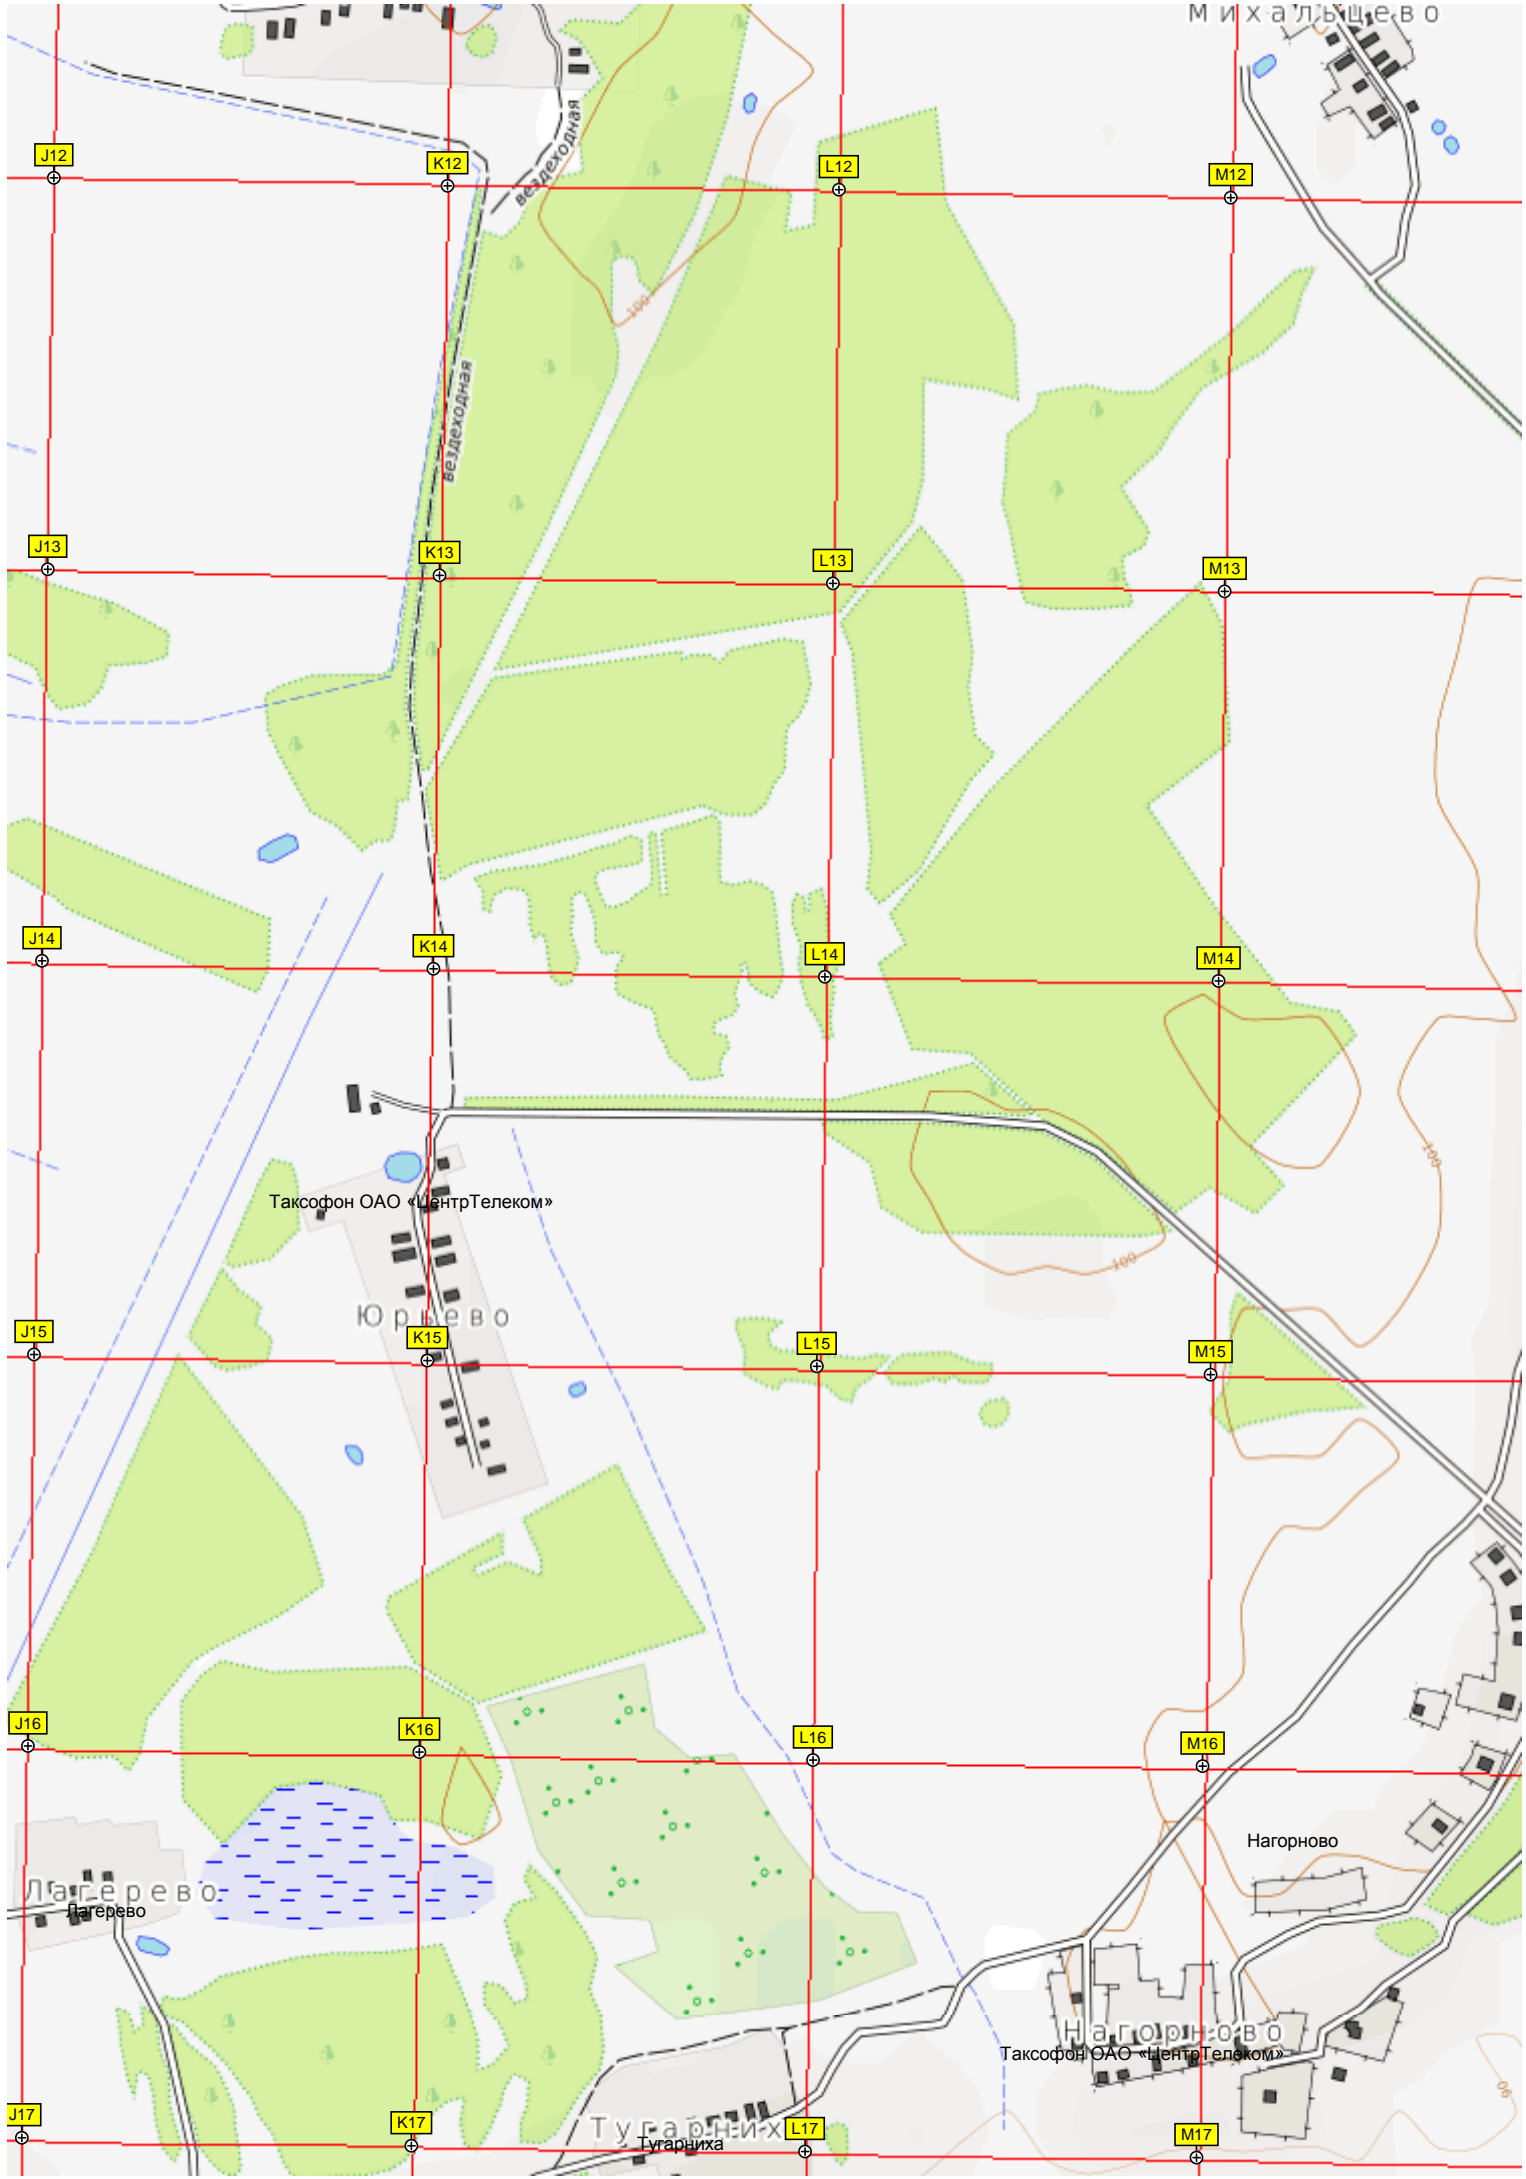 Михальцево
J12
K12
L12
M12
вездеходная
100
вездеходная
J13
K13
L13
M13
J14
K14
L14
M14
100
Таксофон ОАО «ЦентрТелеком»
100
Юрьево
J15
K15
L15
M15
J16
K16
L16
M16
Нагорново
Лагерево
Лагерево
Нагорново
Таксофон ОАО «ЦентрТелеком»
90
J17
K17
L17
M17
Тугарних
Тугарниха